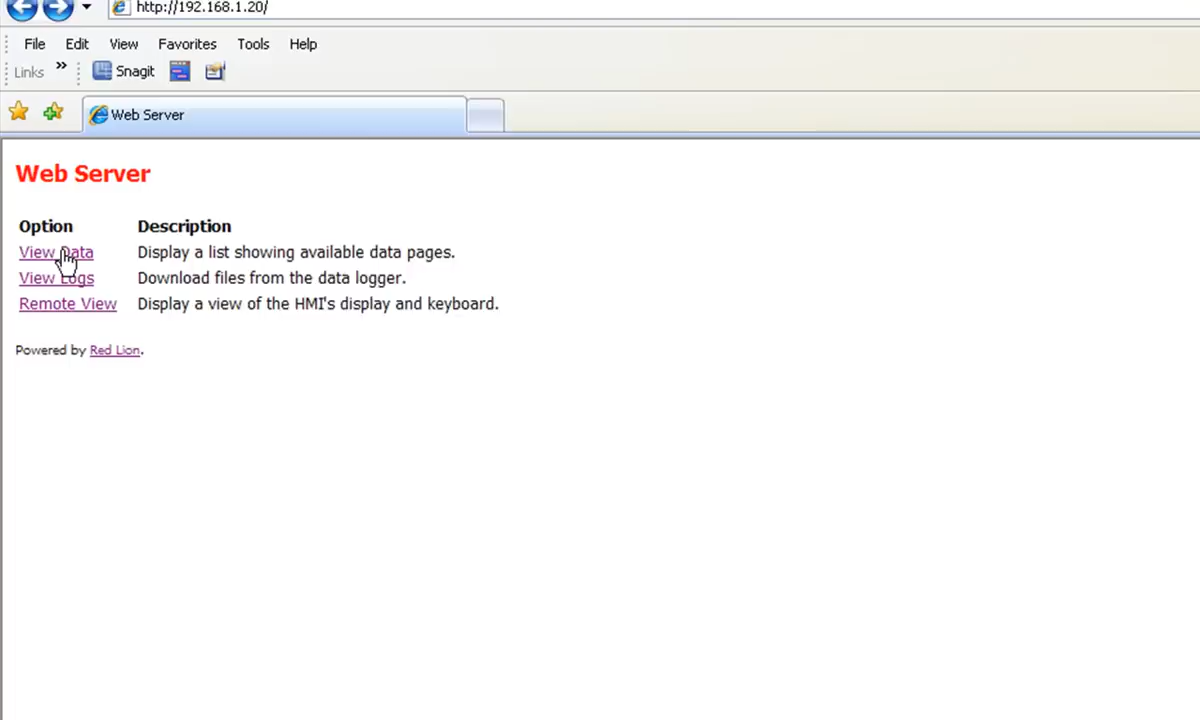 http://192.168.1.20/
File Edit View Favorites Tools Help
Links » Snagit
Web Server
Web Server
Option Description
View Data Display a list showing available data pages.
View Logs Download files from the data logger.
Remote View Display a view of the HMI's display and keyboard.
Powered by Red Lion.